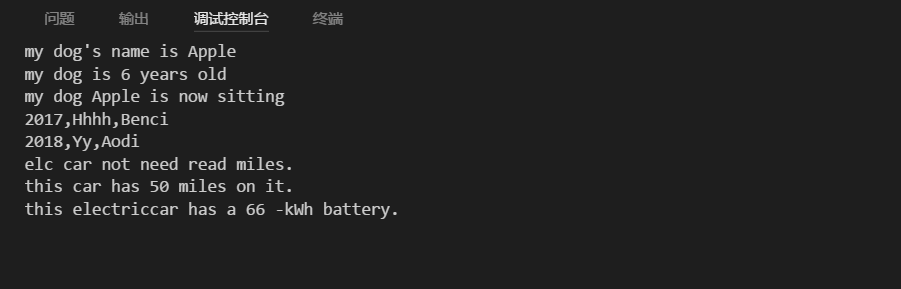 问题 输出 调试控制台 终端
my dog's name is Apple
my dog is 6 years old
my dog Apple is now sitting
2017,Hhhh,Benci
2018,Yy,Aodi
elc car not need read miles.
this car has 50 miles on it.
this electriccar has a 66 -kWh battery.